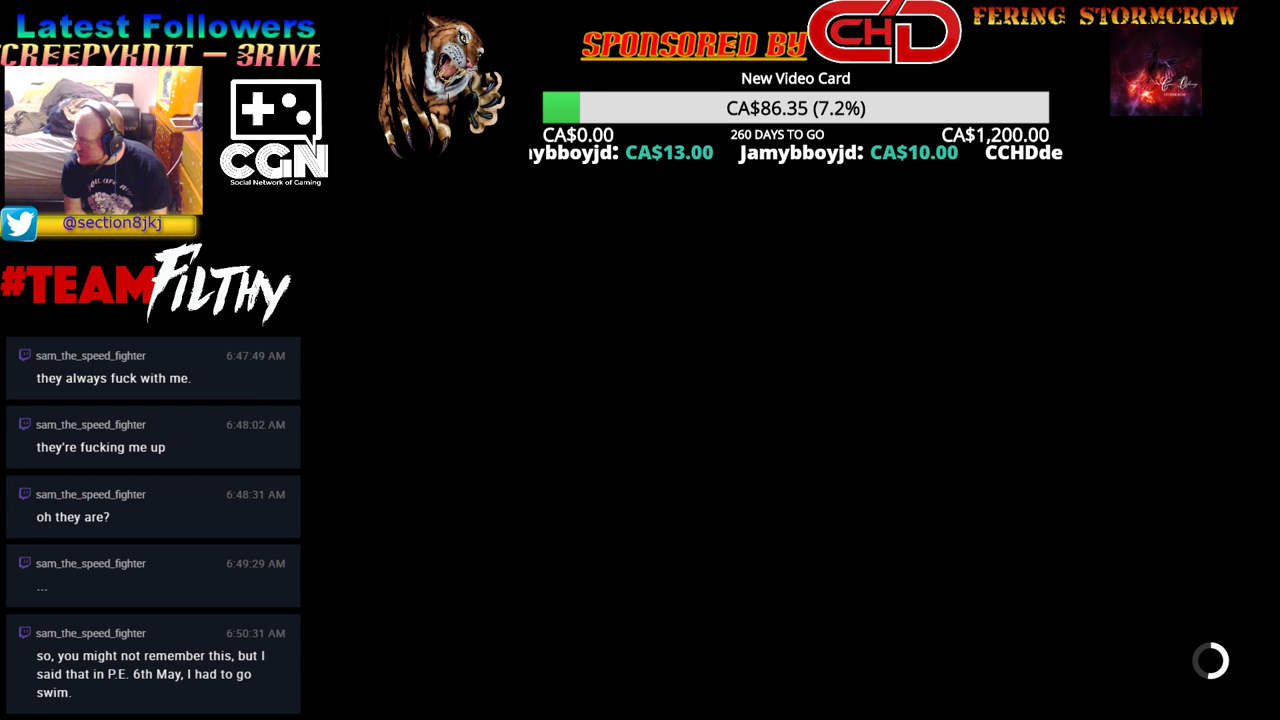 Latest Followers
CREEPYKNIT - 3RIVE
@section8jkj
CGN
Social Network of Gaming
#TEAMFILTHY
SPONSORED BY
CHD
FERING STORMCROW
New Video Card
CA$86.35 (7.2%)
CA$0.00
260 DAYS TO GO
CA$1,200.00
ybboyjd: CA$13.00 Jamybboyjd: CA$10.00 CCHDde
sam_the_speed_fighter 6:47:49 AM
they always fuck with me.
sam_the_speed_fighter 6:48:02 AM
they're fucking me up
sam_the_speed_fighter 6:48:31 AM
oh they are?
sam_the_speed_fighter 6:49:29 AM
...
sam_the_speed_fighter 6:50:31 AM
so, you might not remember this, but I
said that in P.E. 6th May, I had to go
swim.